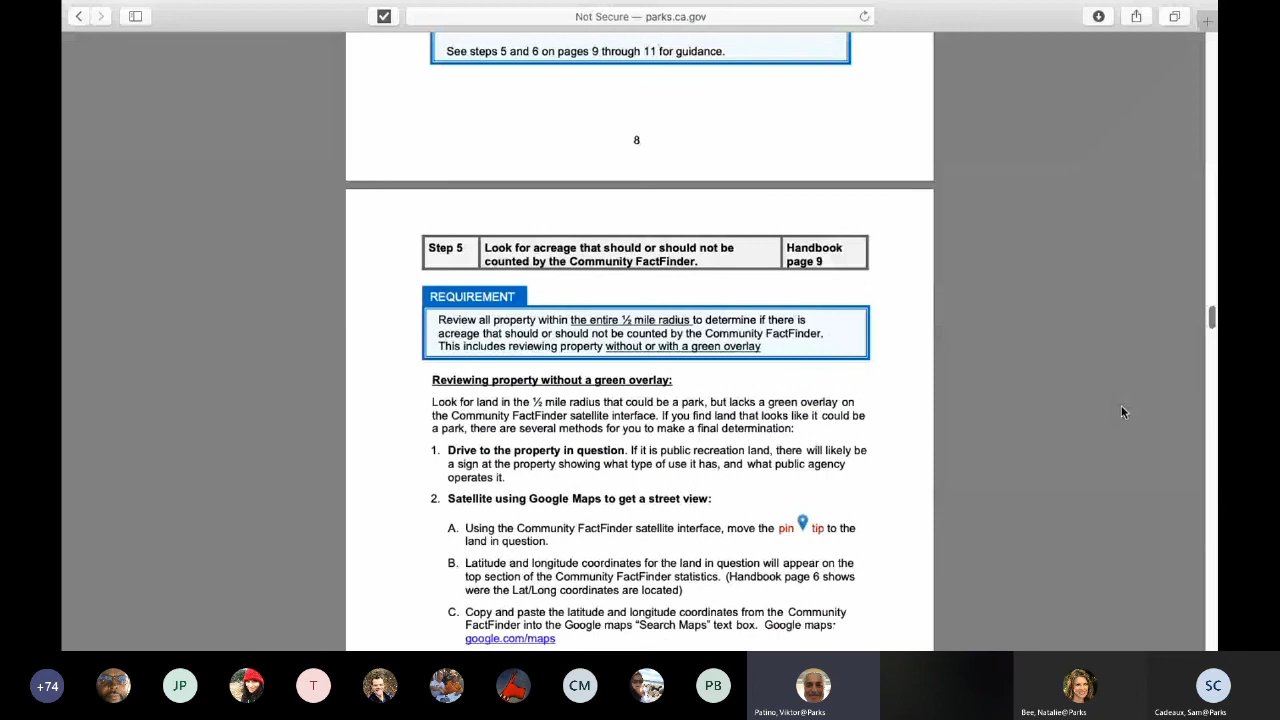 Not Secure — parks.ca.gov
See steps 5 and 6 on pages 9 through 11 for guidance.
8
Step 5
Look for acreage that should or should not be
counted by the Community FactFinder.
Handbook
page 9
REQUIREMENT
Review all property within the entire ½ mile radius to determine if there is
acreage that should or should not be counted by the Community FactFinder.
This includes reviewing property without or with a green overlay
Reviewing property without a green overlay:
Look for land in the ½ mile radius that could be a park, but lacks a green overlay on
the Community FactFinder satellite interface. If you find land that looks like it could be
a park, there are several methods for you to make a final determination:
1. Drive to the property in question. If it is public recreation land, there will likely be
a sign at the property showing what type of use it has, and what public agency
operates it.
2. Satellite using Google Maps to get a street view:
A. Using the Community FactFinder satellite interface, move the pin tip to the
land in question.
B. Latitude and longitude coordinates for the land in question will appear on the
top section of the Community FactFinder statistics. (Handbook page 6 shows
were the Lat/Long coordinates are located)
C. Copy and paste the latitude and longitude coordinates from the Community
FactFinder into the Google maps “Search Maps” text box. Google maps:
google.com/maps
+74
JP
T
CM
PB
SC
Patino, Viktor@Parks
Bee, Natalie@Parks
Cadeaux, Sam@Parks